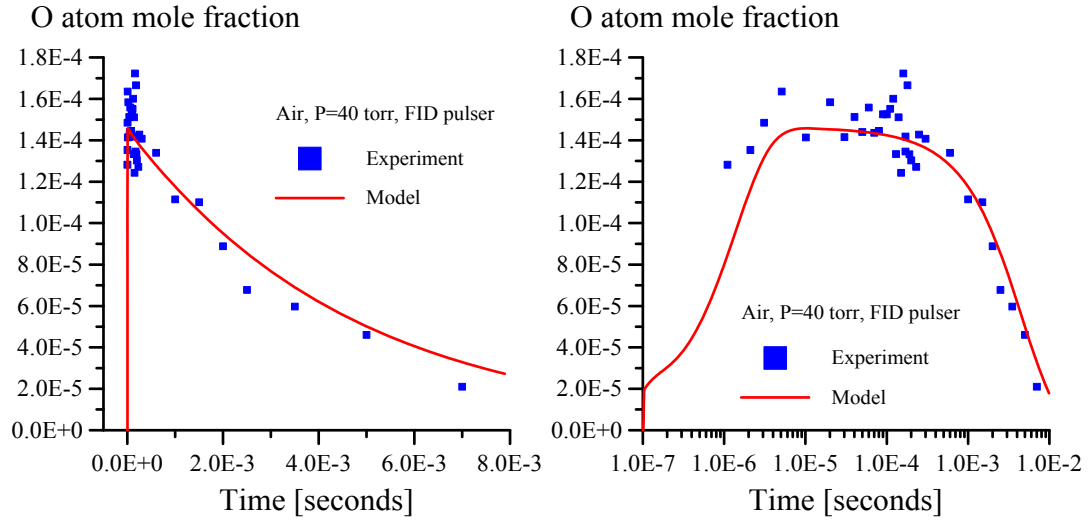 O atom mole fraction
1.8E-4
1.6E-4
1.4E-4
1.2E-4
1.0E-4
8.0E-5
6.0E-5
4.0E-5
2.0E-5
0.0E+0
Air, P=40 torr, FID pulser
Experiment
Model
0.0E+0 2.0E-3 4.0E-3 6.0E-3 8.0E-3
Time [seconds]
O atom mole fraction
1.8E-4
1.6E-4
1.4E-4
1.2E-4
1.0E-4
8.0E-5
6.0E-5
4.0E-5
2.0E-5
0.0E+0
Air, P=40 torr, FID pulser
Experiment
Model
1.0E-7 1.0E-6 1.0E-5 1.0E-4 1.0E-3 1.0E-2
Time [seconds]